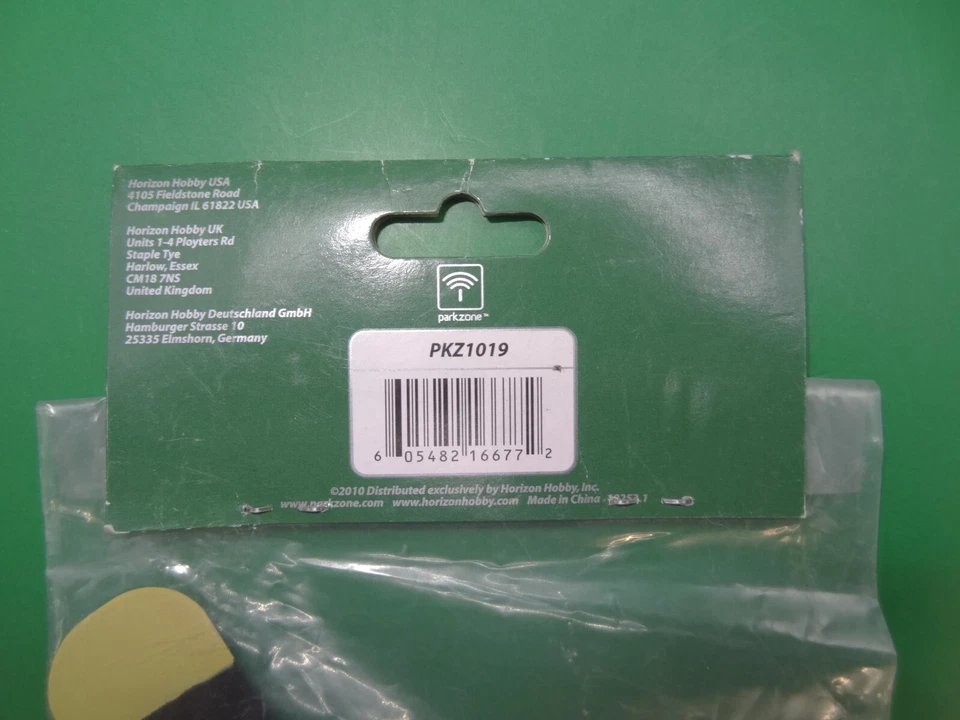 Horizon Hobby USA
4105 Fieldstone Road
Champaign IL 61822 USA
Horizon Hobby UK
Units 1-4 Ployters Rd
Staple Tye
Harlow, Essex
CM18 7NS
United Kingdom
Horizon Hobby Deutschland GmbH
Hamburger Strasse 10
25335 Elmshorn, Germany
parkzone™
PKZ1019
6 05482 16677 2
©2010 Distributed exclusively by Horizon Hobby, Inc.
www.parkzone.com www.horizonhobby.com Made in China